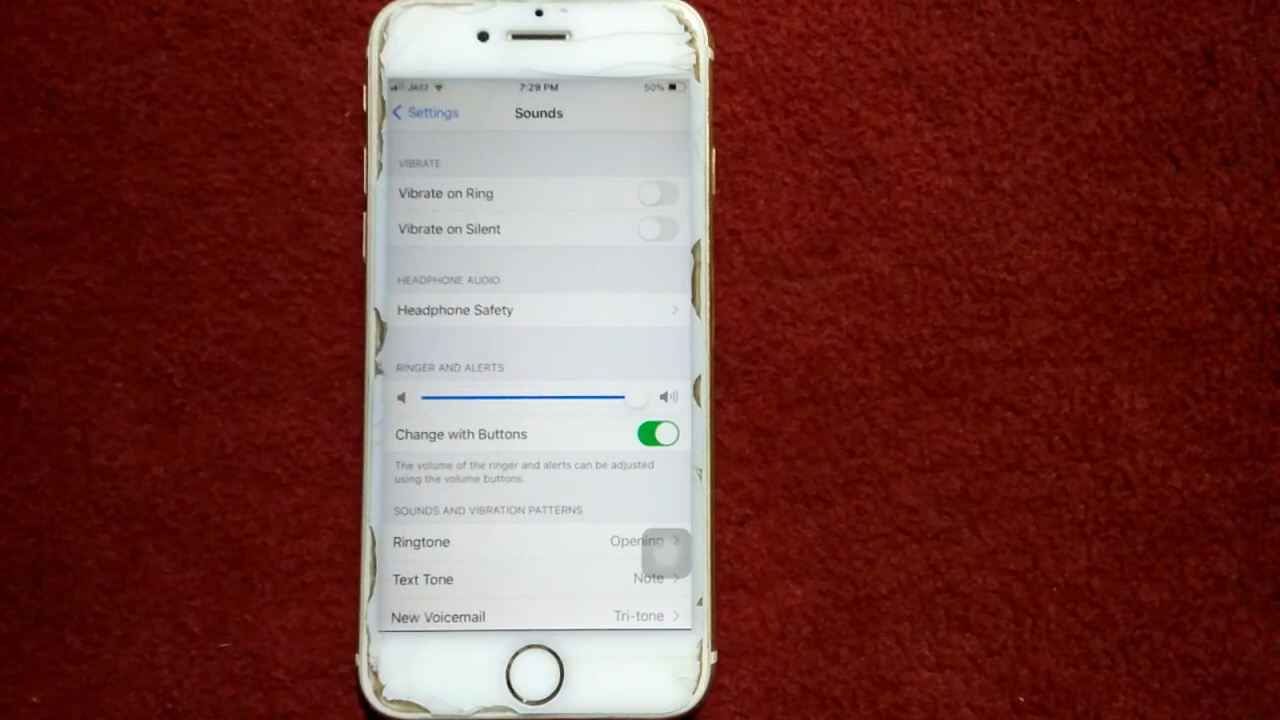 Jazz 7:29 PM 50%
Settings Sounds
VIBRATE
Vibrate on Ring
Vibrate on Silent
HEADPHONE AUDIO
Headphone Safety
RINGER AND ALERTS
Change with Buttons
The volume of the ringer and alerts can be adjusted
using the volume buttons.
SOUNDS AND VIBRATION PATTERNS
Ringtone Opening
Text Tone Note
New Voicemail Tri-tone